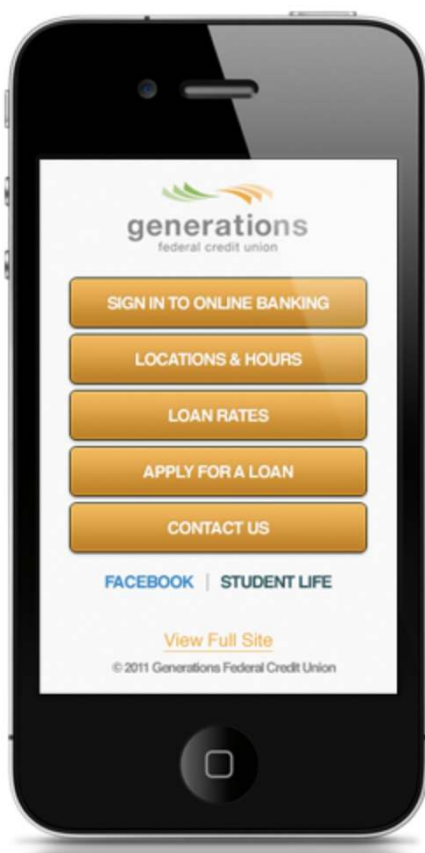 generations
federal credit union
SIGN IN TO ONLINE BANKING
LOCATIONS & HOURS
LOAN RATES
APPLY FOR A LOAN
CONTACT US
FACEBOOK | STUDENT LIFE
View Full Site
© 2011 Generations Federal Credit Union